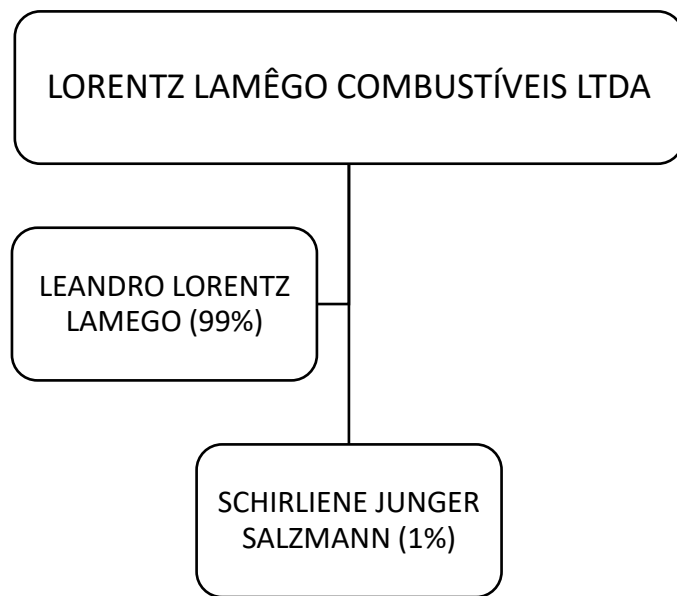 LORENTZ LAMÊGO COMBUSTÍVEIS LTDA
LEANDRO LORENTZ
LAMEGO (99%)
SCHIRLIENE JUNGER
SALZMANN (1%)